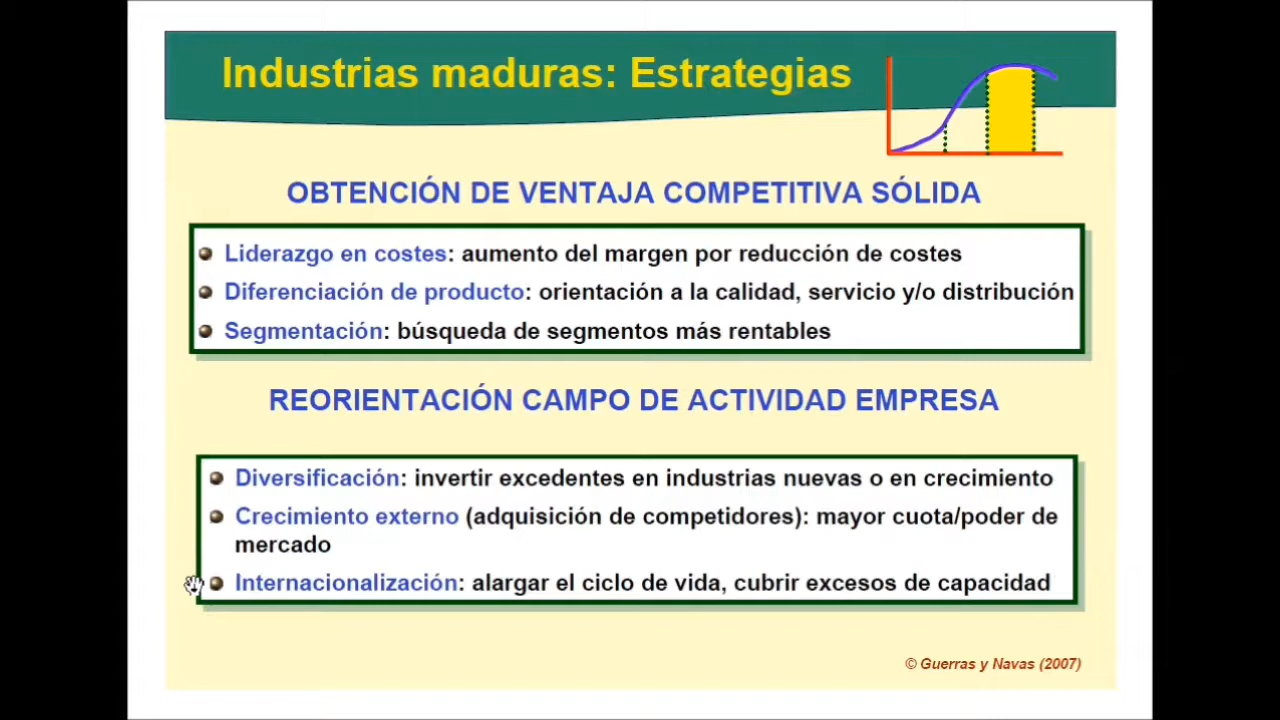 Industrias maduras: Estrategias
OBTENCIÓN DE VENTAJA COMPETITIVA SÓLIDA
Liderazgo en costes: aumento del margen por reducción de costes
Diferenciación de producto: orientación a la calidad, servicio y/o distribución
Segmentación: búsqueda de segmentos más rentables
REORIENTACIÓN CAMPO DE ACTIVIDAD EMPRESA
Diversificación: invertir excedentes en industrias nuevas o en crecimiento
Crecimiento externo (adquisición de competidores): mayor cuota/poder de
mercado
Internacionalización: alargar el ciclo de vida, cubrir excesos de capacidad
© Guerras y Navas (2007)